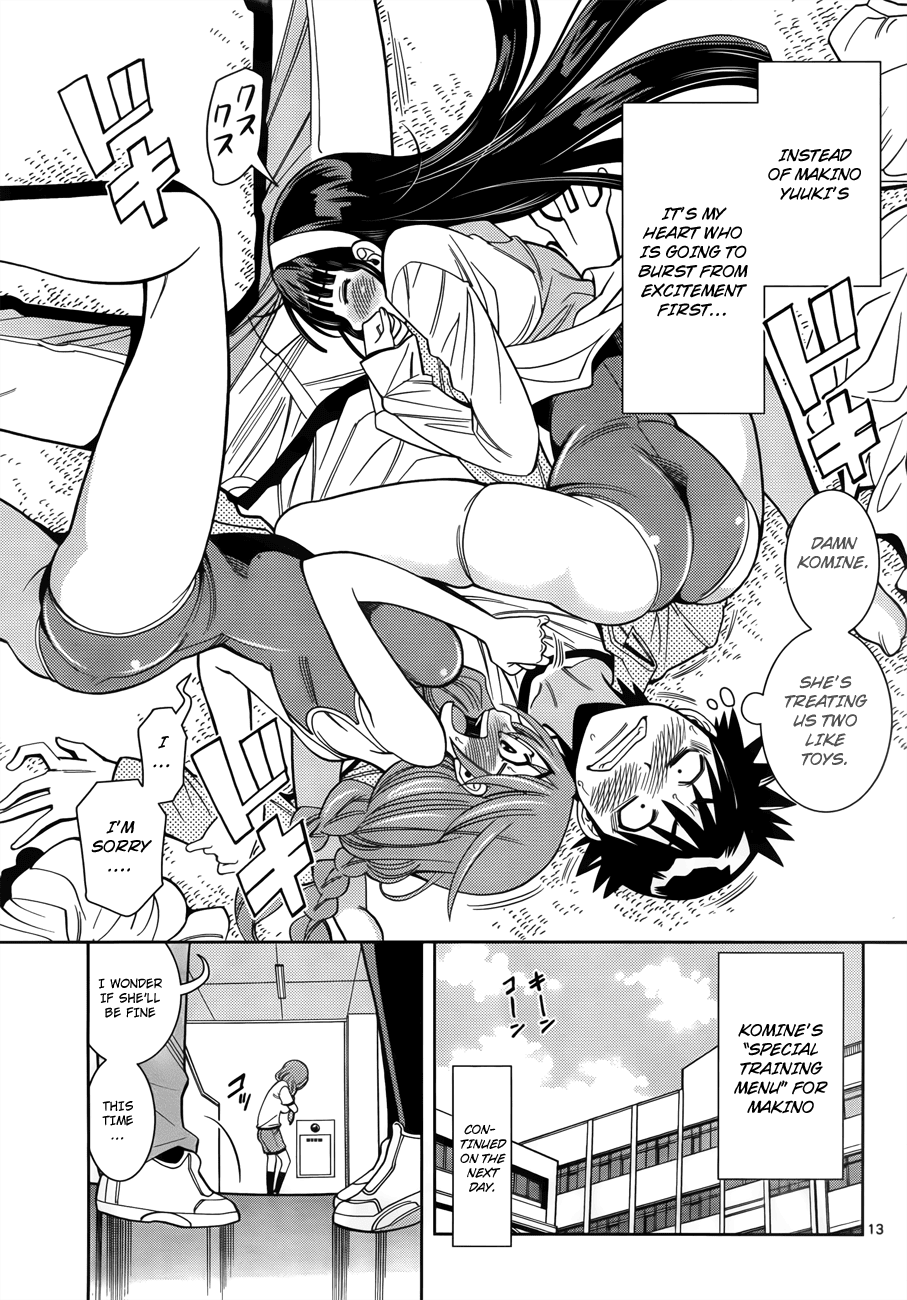 INSTEAD
OF MAKINO
YUUKI'S
IT'S MY
HEART WHO
IS GOING TO
BURST FROM
EXCITEMENT
FIRST...
クス
クス
ドキ
ドキ
DAMN
KOMINE.
SHE'S
TREATING
US TWO
LIKE
TOYS.
ドキ
I
...
I'M
SORRY
....
KOMINE'S
"SPECIAL
TRAINING
MENU" FOR
MAKINO
キーン
コーン
CON-
TINUED
ON THE
NEXT
DAY.
I WONDER
IF SHE'LL
BE FINE
THIS
TIME
...
コソ
13